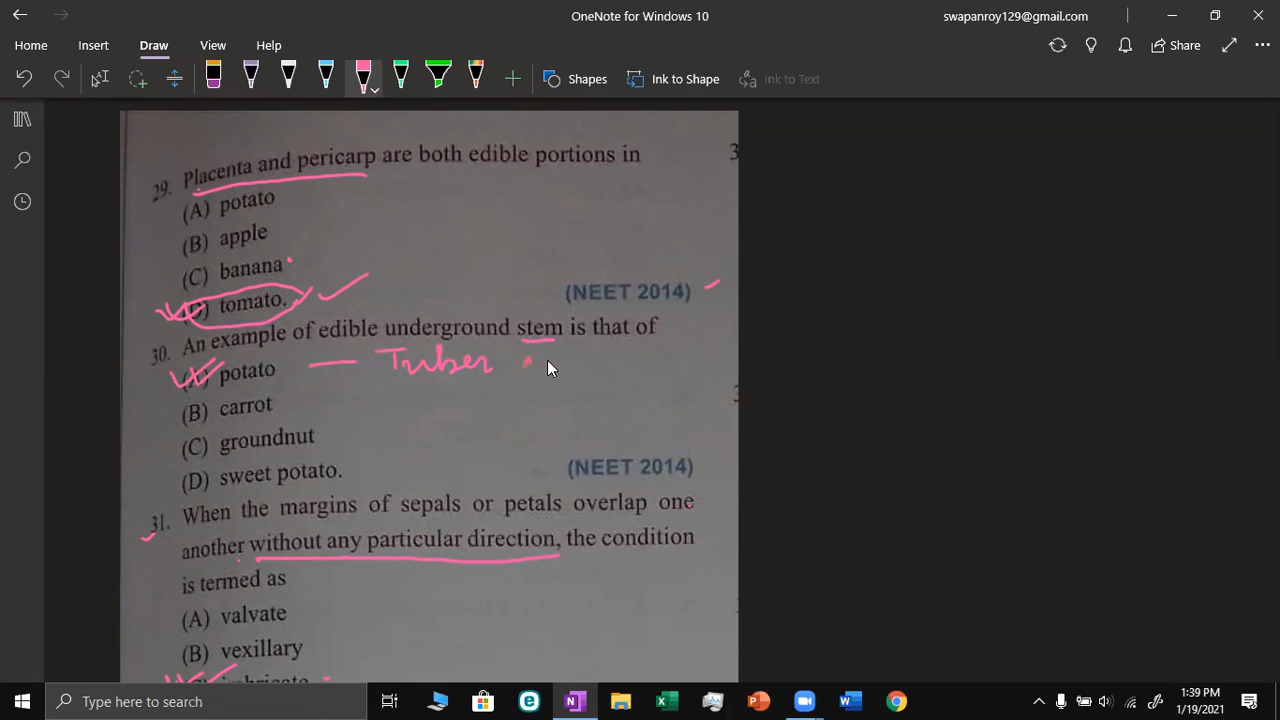 OneNote for Windows 10
swapanroy129@gmail.com
Home Insert Draw View Help
Share
Shapes Ink to Shape Ink to Text
29. Placenta and pericarp are both edible portions in
(A) potato
(B) apple
(C) banana
(D) tomato.
(NEET 2014)
30. An example of edible underground stem is that of
(A) potato — Tuber
(B) carrot
(C) groundnut
(D) sweet potato.
(NEET 2014)
31. When the margins of sepals or petals overlap one
another without any particular direction, the condition
is termed as
(A) valvate
(B) vexillary
Type here to search
1:39 PM
1/19/2021